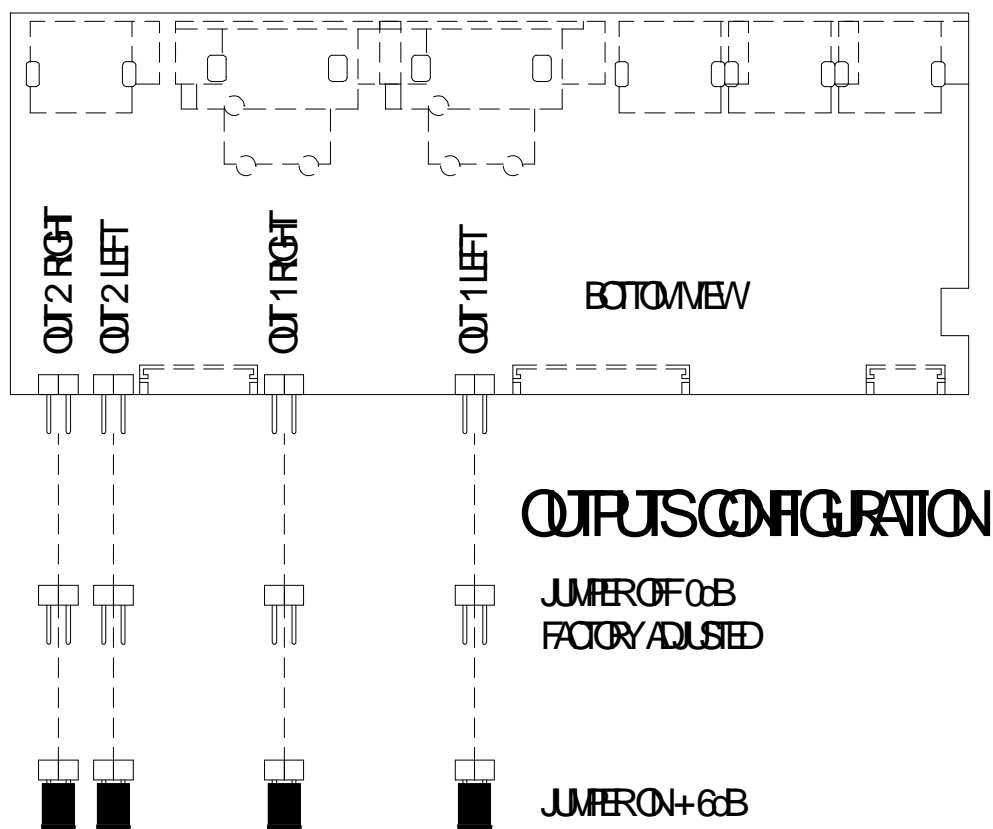 OUT 2 RIGHT
OUT 2 LEFT
OUT 1 RIGHT
OUT 1 LEFT
BOTTOM VIEW
OUTPUTS CONFIGURATION
JUMPER OFF 0dB
FACTORY ADJUSTED
JUMPER ON +6dB